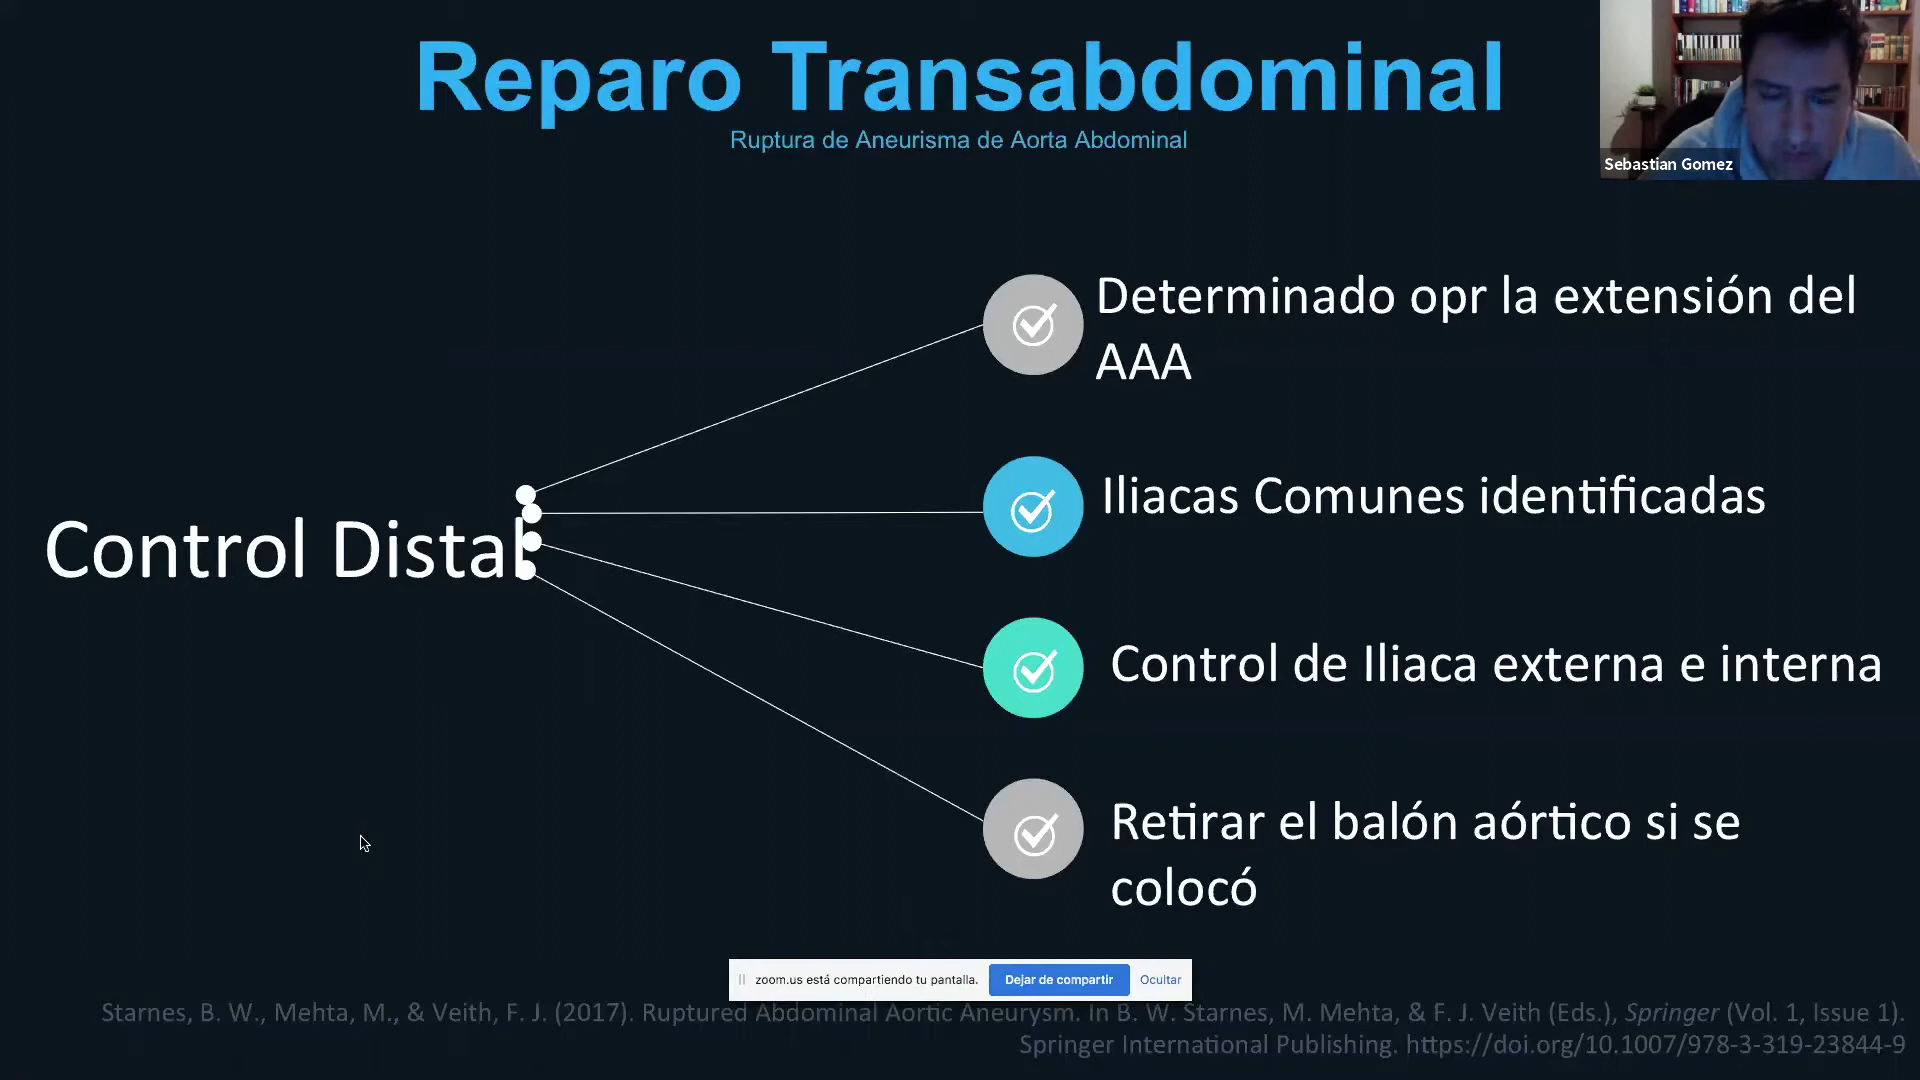 Reparo Transabdominal
Ruptura de Aneurisma de Aorta Abdominal
Sebastian Gomez
Determinado opr la extensión del
AAA
Iliacas Comunes identificadas
Control Distal
Control de Iliaca externa e interna
Retirar el balón aórtico si se
colocó
zoom.us está compartiendo tu pantalla. Dejar de compartir Ocultar
Starnes, B. W., Mehta, M., & Veith, F. J. (2017). Ruptured Abdominal Aortic Aneurysm. In B. W. Starnes, M. Mehta, & F. J. Veith (Eds.), Springer (Vol. 1, Issue 1).
Springer International Publishing. https://doi.org/10.1007/978-3-319-23844-9